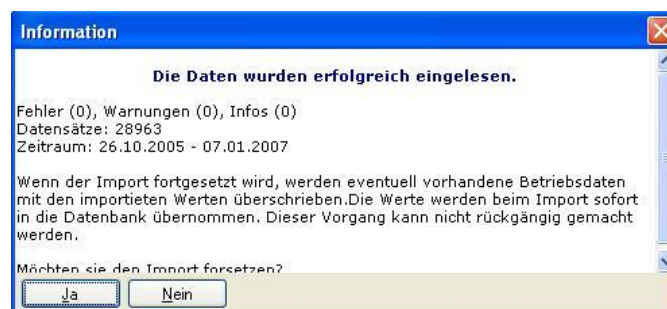 Information
Die Daten wurden erfolgreich eingelesen.
Fehler (0), Warnungen (0), Infos (0)
Datensätze: 28963
Zeitraum: 26.10.2005 - 07.01.2007
Wenn der Import fortgesetzt wird, werden eventuell vorhandene Betriebsdaten
mit den importieten Werten überschrieben.Die Werte werden beim Import sofort
in die Datenbank übernommen. Dieser Vorgang kann nicht rückgängig gemacht
werden.
Möchten sie den Import forsetzen?
Ja
Nein